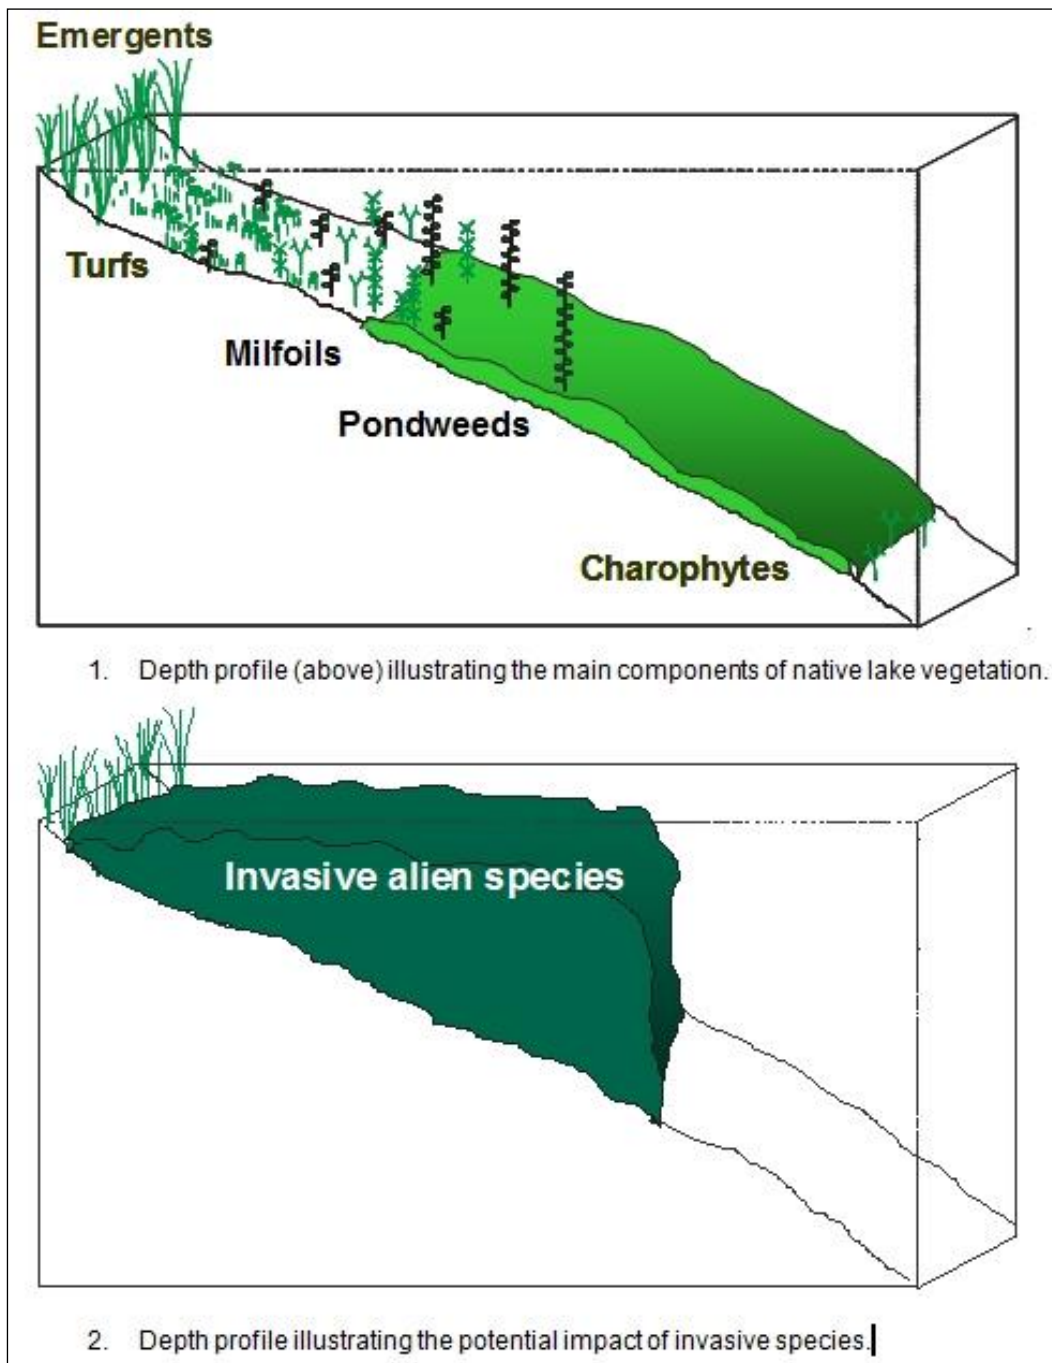 Emergents
Turfs
Milfoils
Pondweeds
Charophytes
1. Depth profile (above) illustrating the main components of native lake vegetation.
Invasive alien species
2. Depth profile illustrating the potential impact of invasive species.